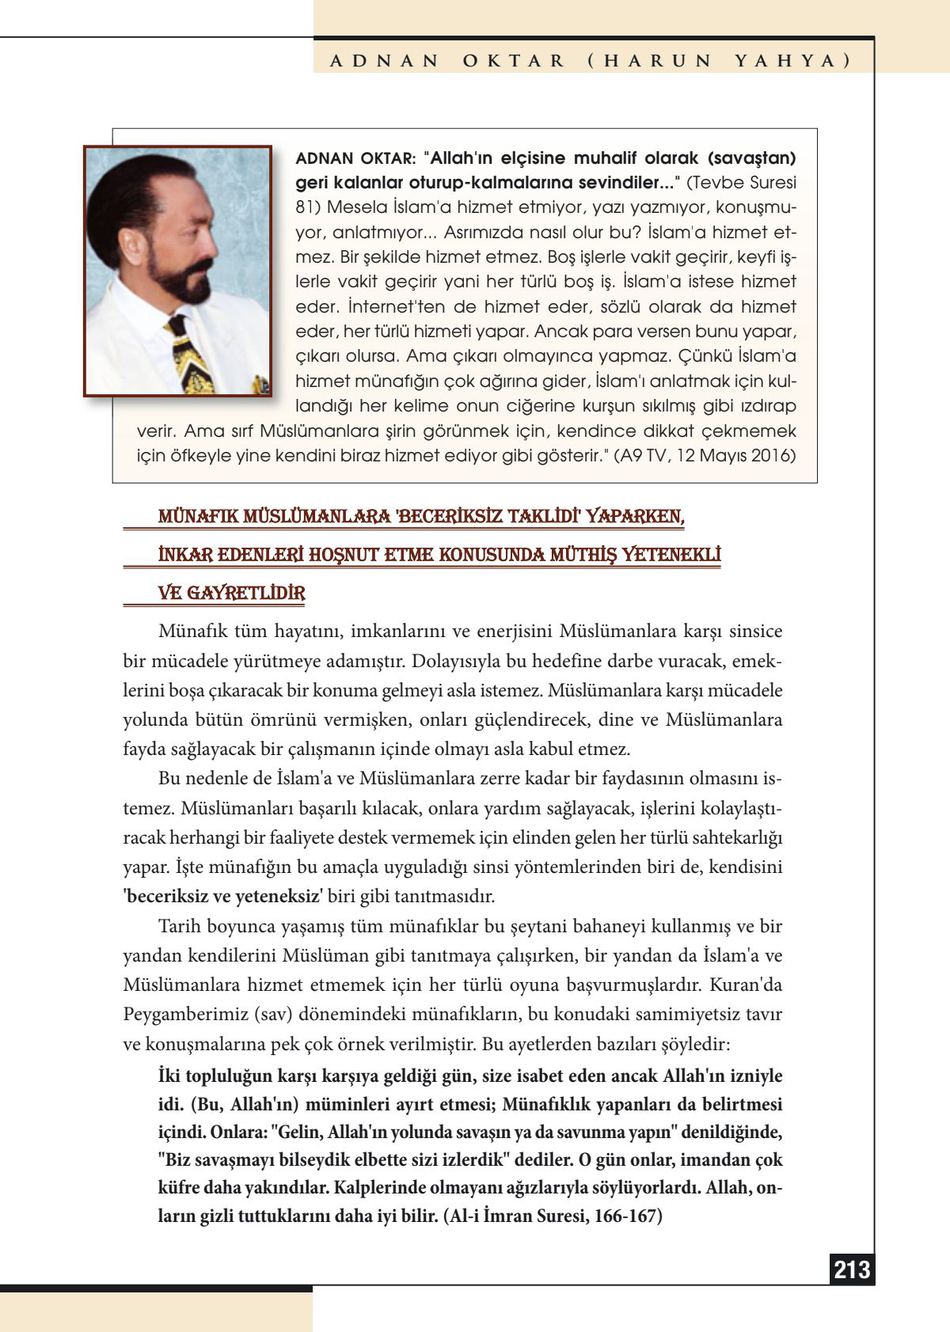 ADNAN OKTAR (HARUN YAHYA)
ADNAN OKTAR: "Allah'ın elçisine muhalif olarak (savaştan)
geri kalanlar oturup-kalmalarına sevindiler..." (Tevbe Suresi
81) Mesela İslam'a hizmet etmiyor, yazı yazmıyor, konuşmu-
yor, anlatmıyor... Asrımızda nasıl olur bu? İslam'a hizmet et-
mez. Bir şekilde hizmet etmez. Boş işlerle vakit geçirir, keyfi iş-
lerle vakit geçirir yani her türlü boş iş. İslam'a istese hizmet
eder. İnternet'ten de hizmet eder, sözlü olarak da hizmet
eder, her türlü hizmeti yapar. Ancak para versen bunu yapar,
çıkarı olursa. Ama çıkarı olmayınca yapmaz. Çünkü İslam'a
hizmet münafığın çok ağırına gider, İslam'ı anlatmak için kul-
landığı her kelime onun ciğerine kurşun sıkılmış gibi ızdırap
verir. Ama sırf Müslümanlara şirin görünmek için, kendince dikkat çekmemek
için öfkeyle yine kendini biraz hizmet ediyor gibi gösterir." (A9 TV, 12 Mayıs 2016)
MÜNAFIK MÜSLÜMANLARA 'BECERİKSİZ TAKLİDİ' YAPARKEN,
İNKAR EDENLERİ HOŞNUT ETME KONUSUNDA MÜTHİŞ YETENEKLİ
VE GAYRETLİDİR
Münafık tüm hayatını, imkanlarını ve enerjisini Müslümanlara karşı sinsice
bir mücadele yürütmeye adamıştır. Dolayısıyla bu hedefine darbe vuracak, emek-
lerini boşa çıkaracak bir konuma gelmeyi asla istemez. Müslümanlara karşı mücadele
yolunda bütün ömrünü vermişken, onları güçlendirecek, dine ve Müslümanlara
fayda sağlayacak bir çalışmanın içinde olmayı asla kabul etmez.
Bu nedenle de İslam'a ve Müslümanlara zerre kadar bir faydasının olmasını is-
temez. Müslümanları başarılı kılacak, onlara yardım sağlayacak, işlerini kolaylaştı-
racak herhangi bir faaliyete destek vermemek için elinden gelen her türlü sahtekarlığı
yapar. İşte münafığın bu amaçla uyguladığı sinsi yöntemlerinden biri de, kendisini
'beceriksiz ve yeteneksiz' biri gibi tanıtmasıdır.
Tarih boyunca yaşamış tüm münafıklar bu şeytani bahaneyi kullanmış ve bir
yandan kendilerini Müslüman gibi tanıtmaya çalışırken, bir yandan da İslam'a ve
Müslümanlara hizmet etmemek için her türlü oyuna başvurmuşlardır. Kuran'da
Peygamberimiz (sav) dönemindeki münafıkların, bu konudaki samimiyetsiz tavır
ve konuşmalarına pek çok örnek verilmiştir. Bu ayetlerden bazıları şöyledir:
İki topluluğun karşı karşıya geldiği gün, size isabet eden ancak Allah'ın izniyle
idi. (Bu, Allah'ın) müminleri ayırt etmesi; Münafıklık yapanları da belirtmesi
içindi. Onlara: "Gelin, Allah'ın yolunda savaşın ya da savunma yapın" denildiğinde,
"Biz savaşmayı bilseydik elbette sizi izlerdik" dediler. O gün onlar, imandan çok
küfre daha yakındılar. Kalplerinde olmayanı ağızlarıyla söylüyorlardı. Allah, on-
ların gizli tuttuklarını daha iyi bilir. (Al-i İmran Suresi, 166-167)
213